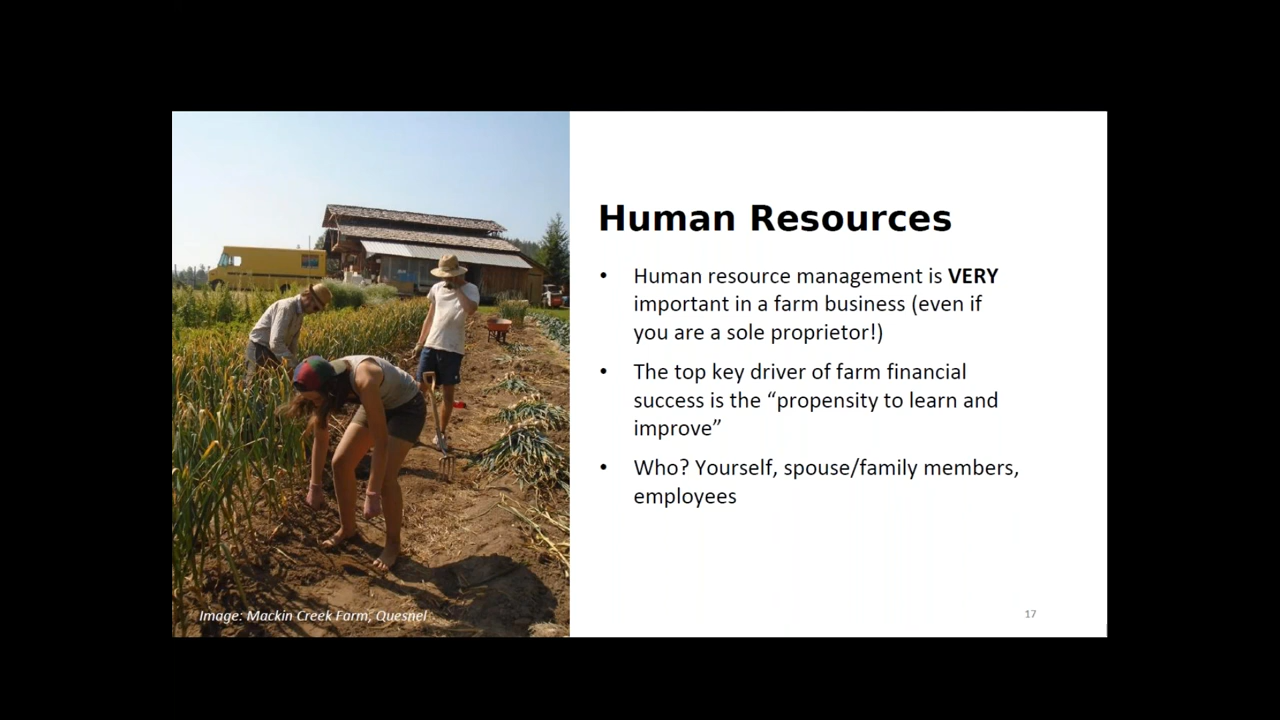 Human Resources
• Human resource management is VERY
important in a farm business (even if
you are a sole proprietor!)
• The top key driver of farm financial
success is the “propensity to learn and
improve”
• Who? Yourself, spouse/family members,
employees
Image: Mackin Creek Farm, Quesnel
17